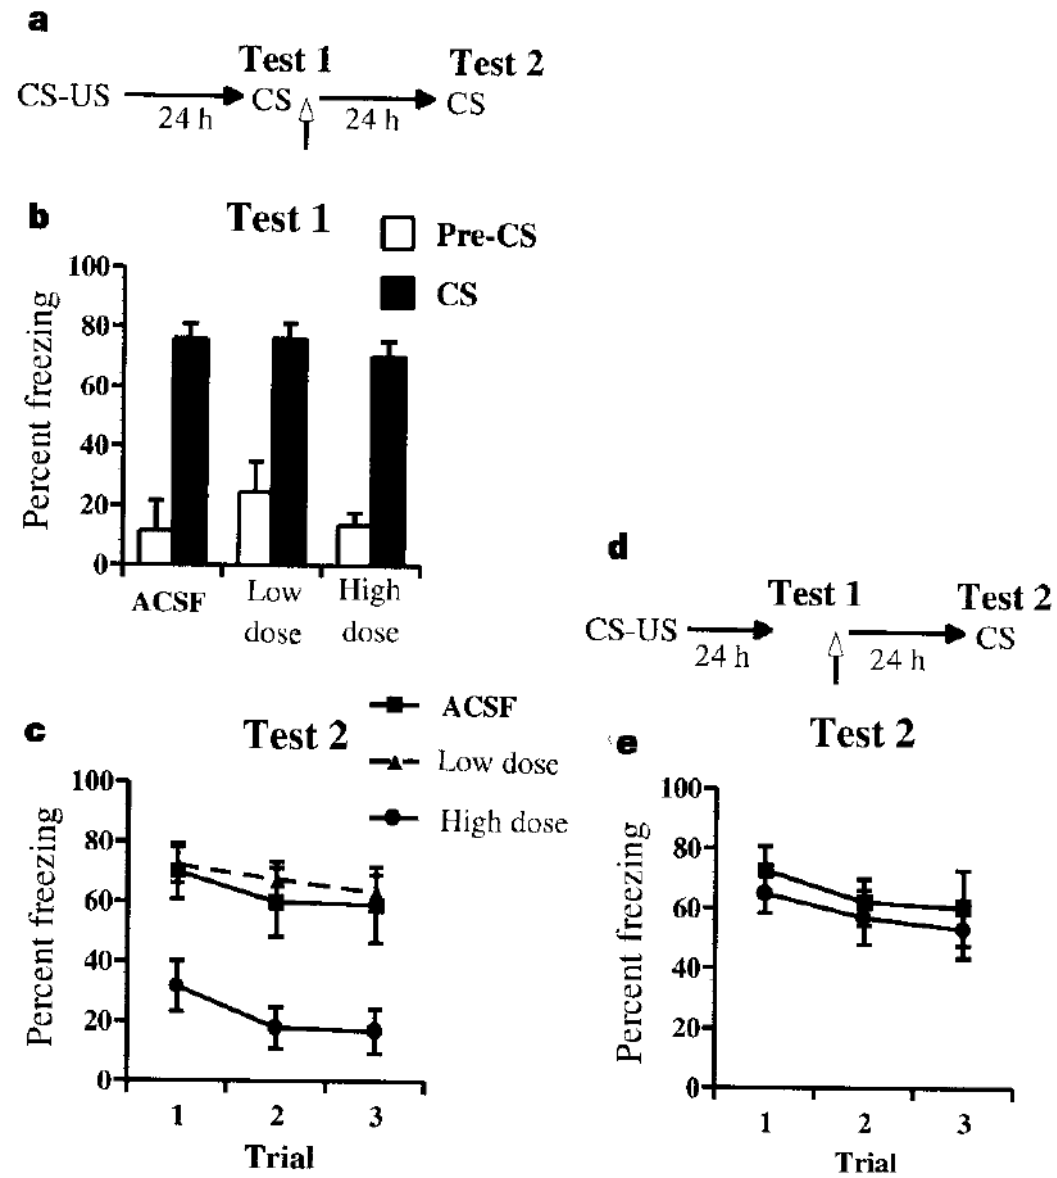 a
Test 1
Test 2
CS-US
24 h
CS
24 h
CS
b
Test 1
Pre-CS
CS
Percent freezing
100
80
60
40
20
0
ACSF
Low dose
High dose
c
Test 2
ACSF
Low dose
High dose
Percent freezing
100
80
60
40
20
0
1
2
3
Trial
d
Test 1
Test 2
CS-US
24 h
24 h
CS
e
Test 2
Percent freezing
100
80
60
40
20
0
1
2
3
Trial